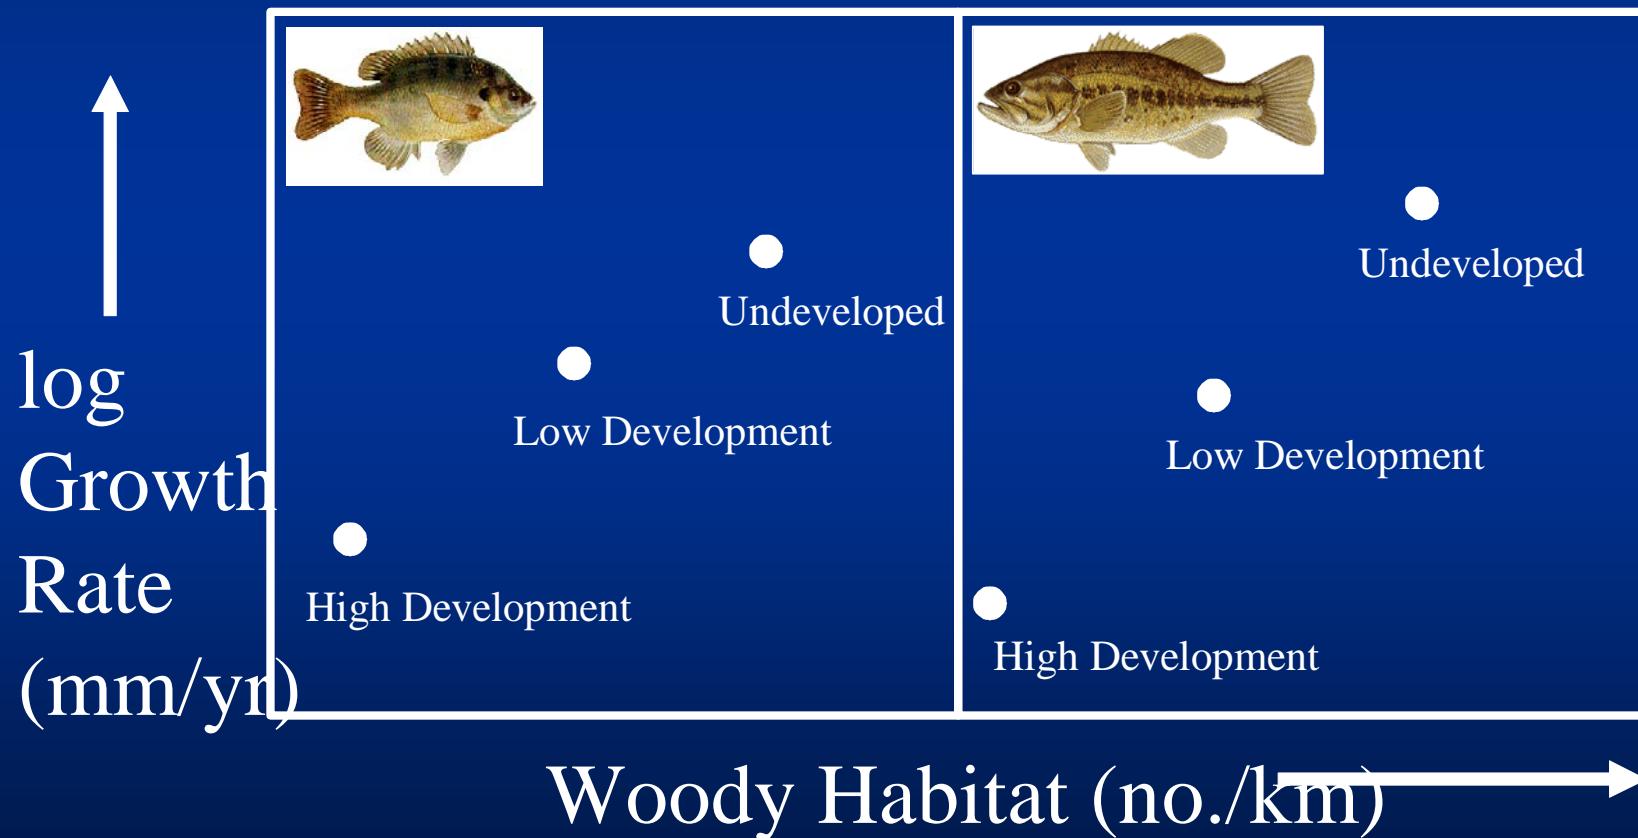 log
Growth
Rate
(mm/yr)
Undeveloped
Low Development
High Development
Undeveloped
Low Development
High Development
Woody Habitat (no./km)